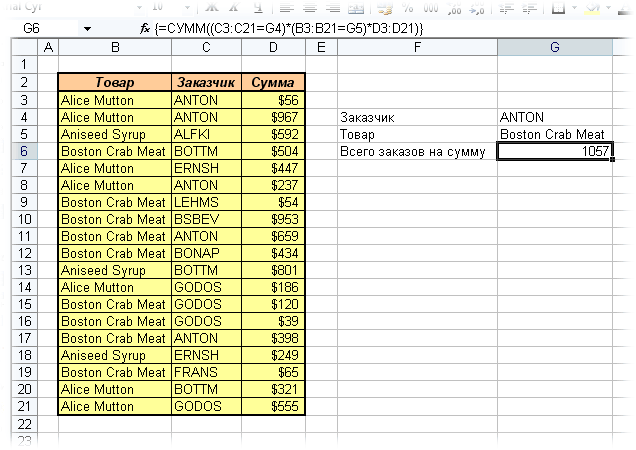 G6 fx {=СУММ((C3:C21=G4)*(B3:B21=G5)*D3:D21)}
A B C D E F G
1
2 Товар Заказчик Сумма
3 Alice Mutton ANTON $56
4 Alice Mutton ANTON $967 Заказчик ANTON
5 Aniseed Syrup ALFKI $592 Товар Boston Crab Meat
6 Boston Crab Meat BOTTM $504 Всего заказов на сумму 1057
7 Alice Mutton ERNSH $447
8 Alice Mutton ANTON $237
9 Boston Crab Meat LEHMS $54
10 Boston Crab Meat BSBEV $953
11 Boston Crab Meat ANTON $659
12 Boston Crab Meat BONAP $434
13 Aniseed Syrup BOTTM $801
14 Alice Mutton GODOS $186
15 Boston Crab Meat GODOS $120
16 Boston Crab Meat GODOS $39
17 Boston Crab Meat ANTON $398
18 Aniseed Syrup ERNSH $249
19 Boston Crab Meat FRANS $65
20 Alice Mutton BOTTM $321
21 Alice Mutton GODOS $555
22
23